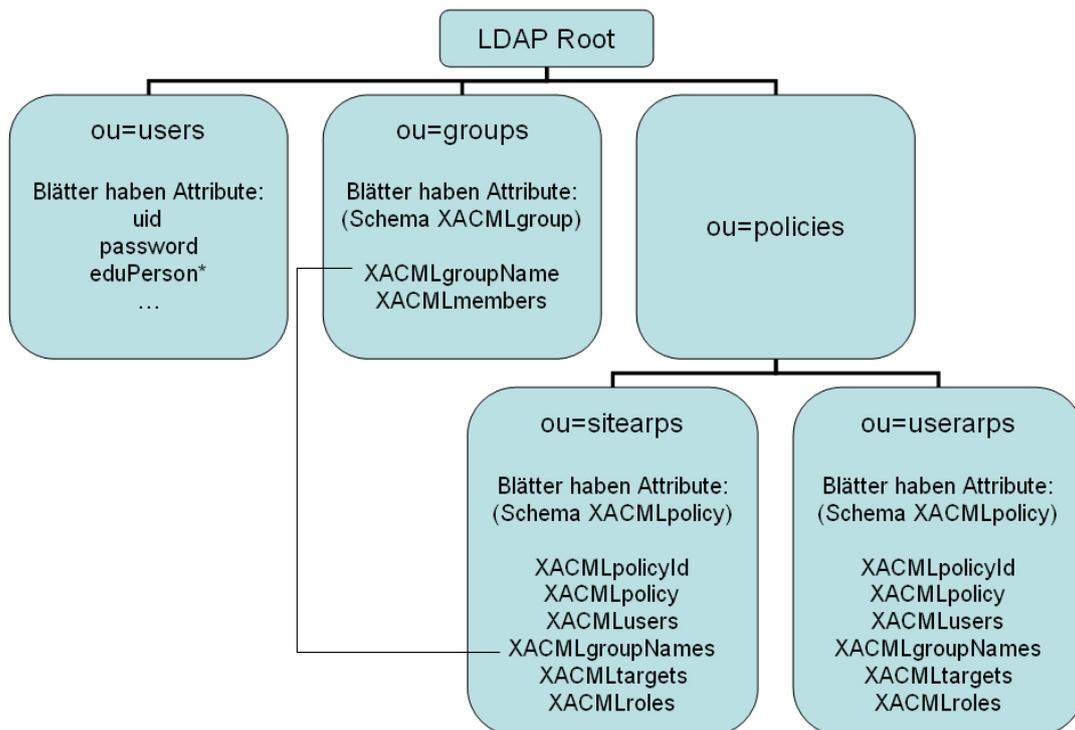 LDAP Root
ou=users
Blätter haben Attribute:
uid
password
eduPerson*
...
ou=groups
Blätter haben Attribute:
(Schema XACMLgroup)
XACMLgroupName
XACMLmembers
ou=policies
ou=sitearps
Blätter haben Attribute:
(Schema XACMLpolicy)
XACMLpolicyId
XACMLpolicy
XACMLusers
XACMLgroupNames
XACMLtargets
XACMLroles
ou=userarps
Blätter haben Attribute:
(Schema XACMLpolicy)
XACMLpolicyId
XACMLpolicy
XACMLusers
XACMLgroupNames
XACMLtargets
XACMLroles